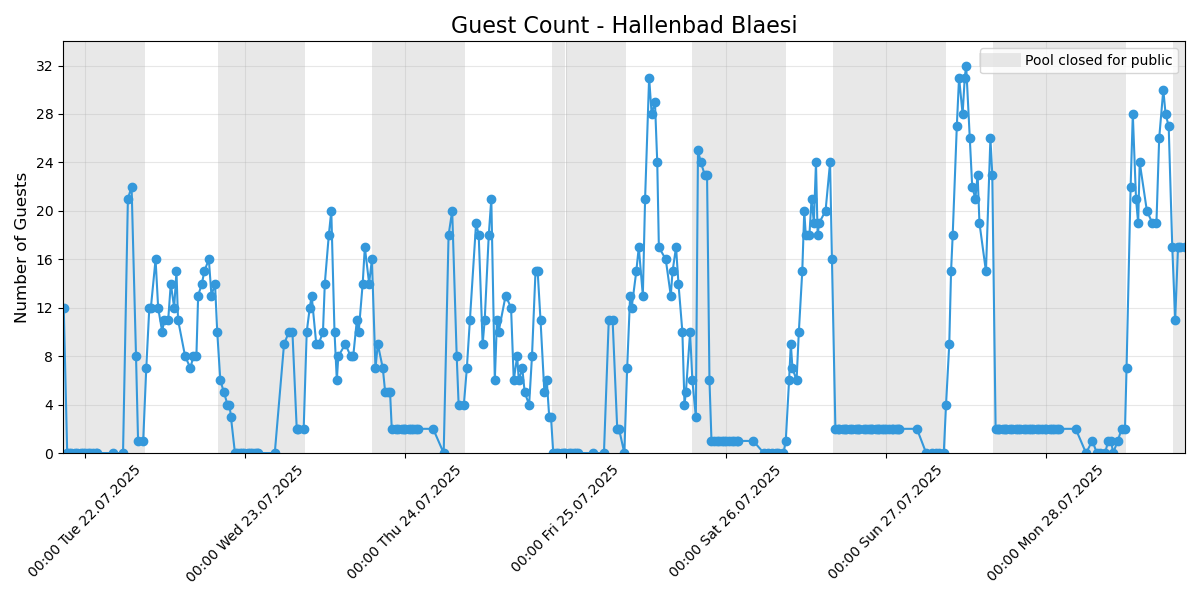 Guest Count - Hallenbad Blaesi
Pool closed for public
Number of Guests
32
28
24
20
16
12
8
4
0
00:00 Tue 22.07.2025
00:00 Wed 23.07.2025
00:00 Thu 24.07.2025
00:00 Fri 25.07.2025
00:00 Sat 26.07.2025
00:00 Sun 27.07.2025
00:00 Mon 28.07.2025